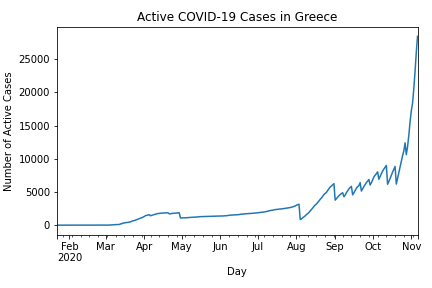 Active COVID-19 Cases in Greece
Number of Active Cases
25000
20000
15000
10000
5000
0
Feb Mar Apr May Jun Jul Aug Sep Oct Nov
2020
Day